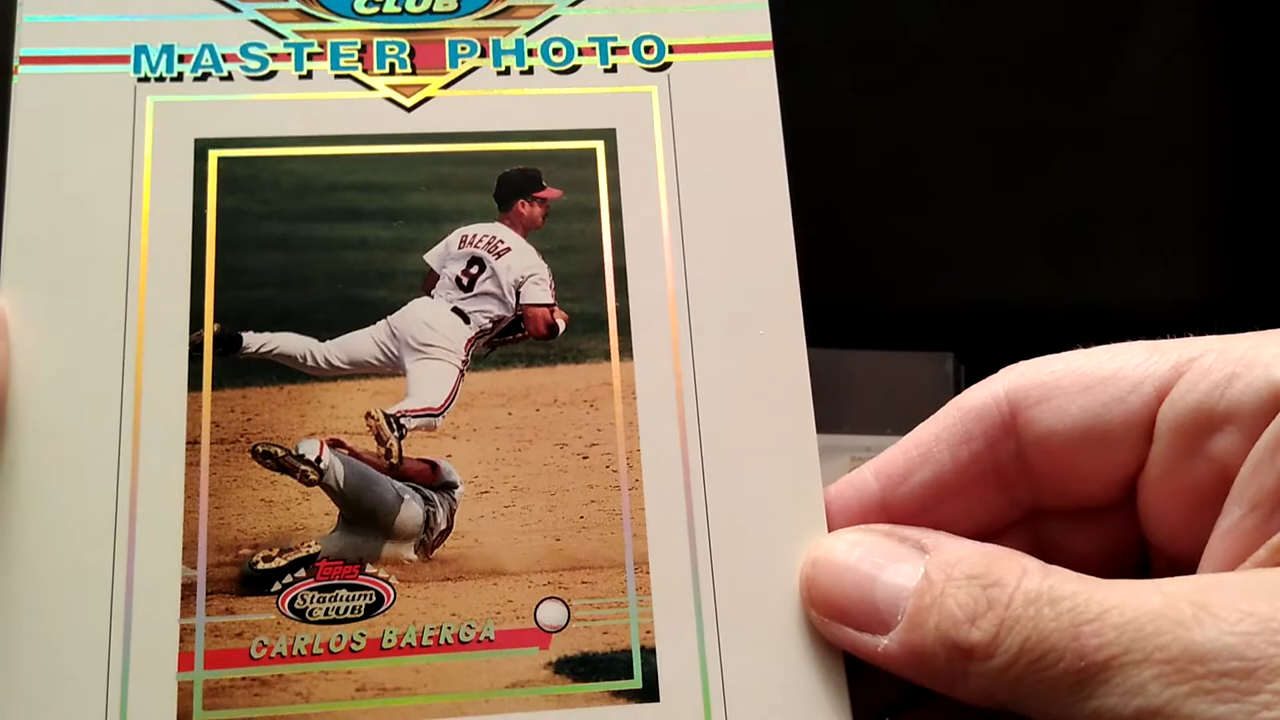 CLUB
MASTER PHOTO
BAERGA
9
Topps
Stadium
CLUB
CARLOS BAERGA